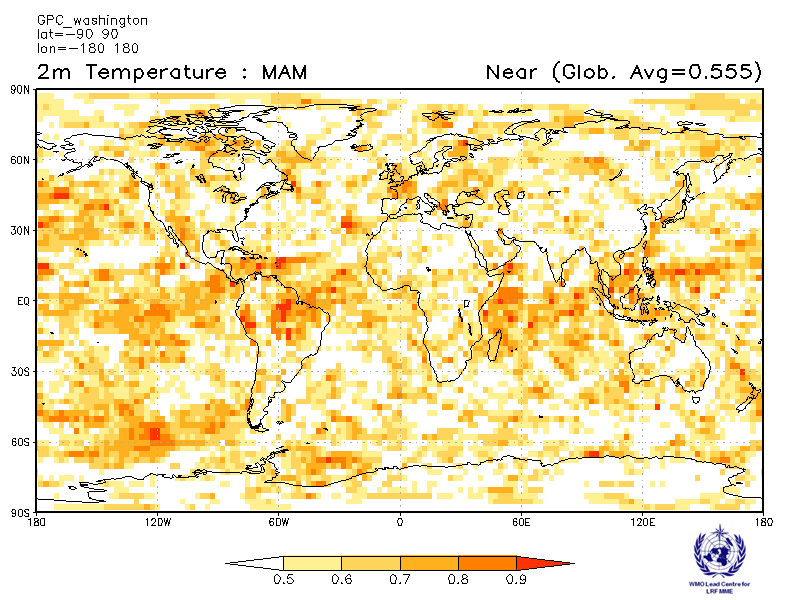 GPC_washington
lat=-90 90
lon=-180 180
2m Temperature : MAM
Near (Glob. Avg=0.555)
90N
60N
30N
EQ
30S
60S
90S
180 120W 60W 0 60E 120E 180
0.5 0.6 0.7 0.8 0.9
WMO Lead Centre for
LRF MME